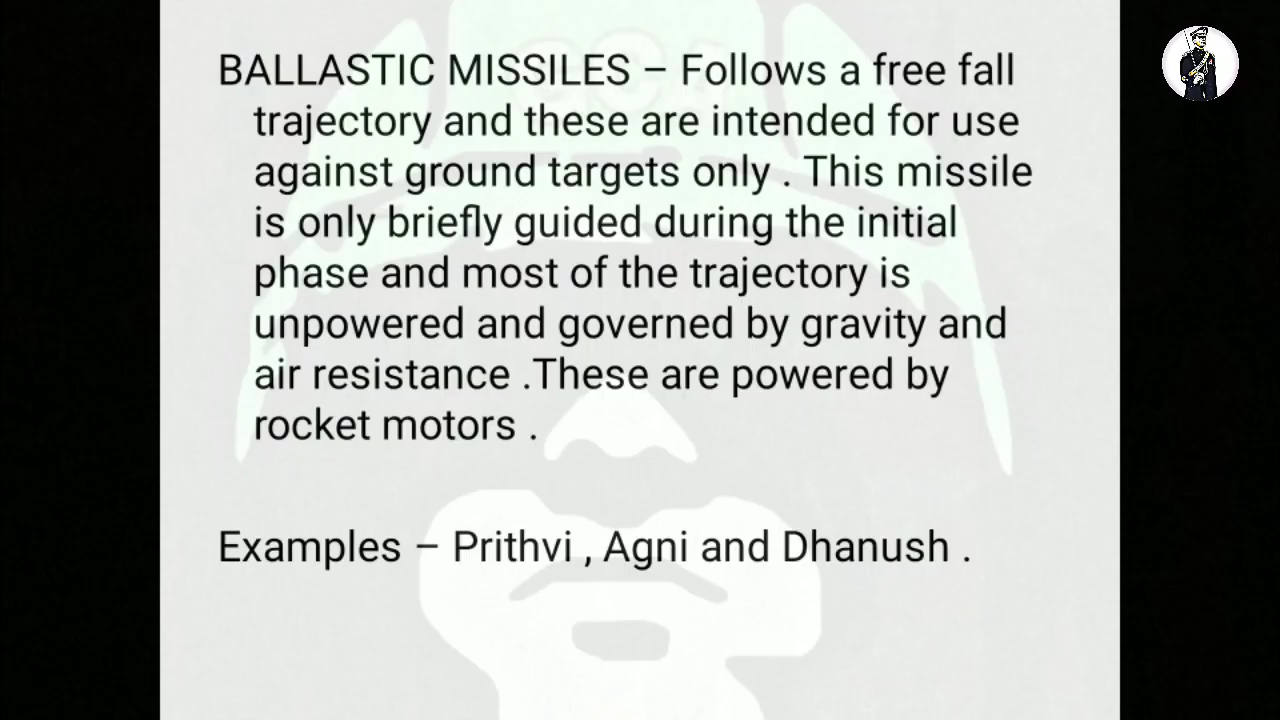 BALLASTIC MISSILES – Follows a free fall
trajectory and these are intended for use
against ground targets only . This missile
is only briefly guided during the initial
phase and most of the trajectory is
unpowered and governed by gravity and
air resistance .These are powered by
rocket motors .
Examples – Prithvi , Agni and Dhanush .